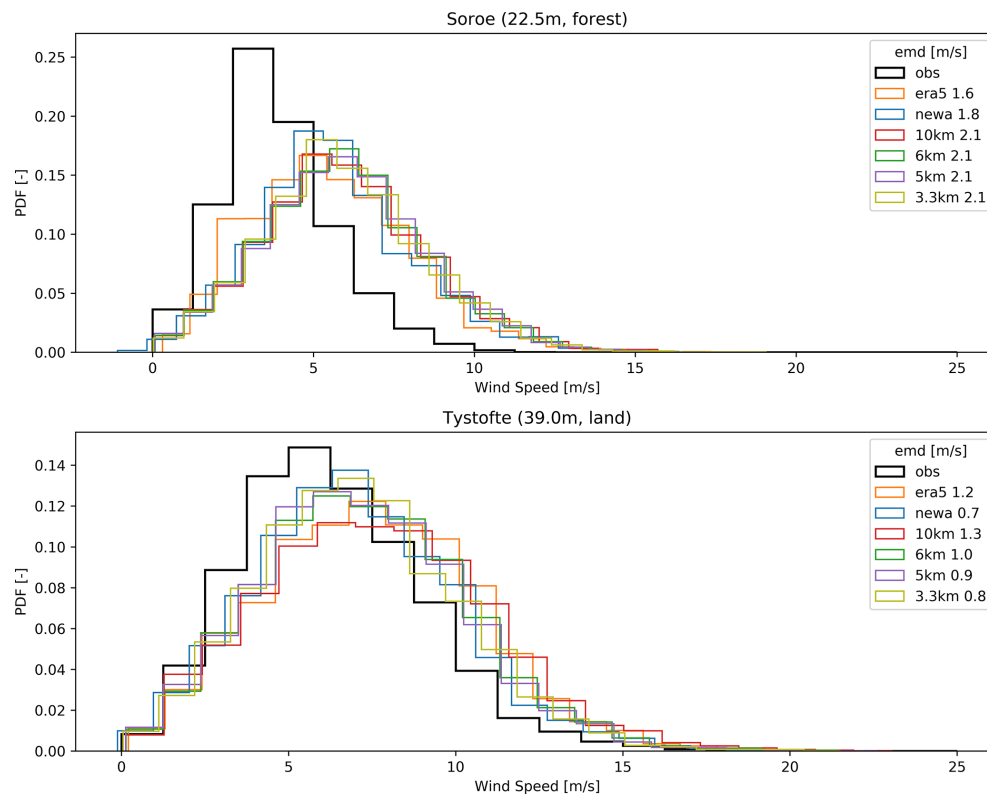 Soroe (22.5m, forest)
emd [m/s]
obs
era5 1.6
newa 1.8
10km 2.1
6km 2.1
5km 2.1
3.3km 2.1
PDF [-]
0.25
0.20
0.15
0.10
0.05
0.00
0 5 10 15 20 25
Wind Speed [m/s]
Tystofte (39.0m, land)
emd [m/s]
obs
era5 1.2
newa 0.7
10km 1.3
6km 1.0
5km 0.9
3.3km 0.8
PDF [-]
0.14
0.12
0.10
0.08
0.06
0.04
0.02
0.00
0 5 10 15 20 25
Wind Speed [m/s]